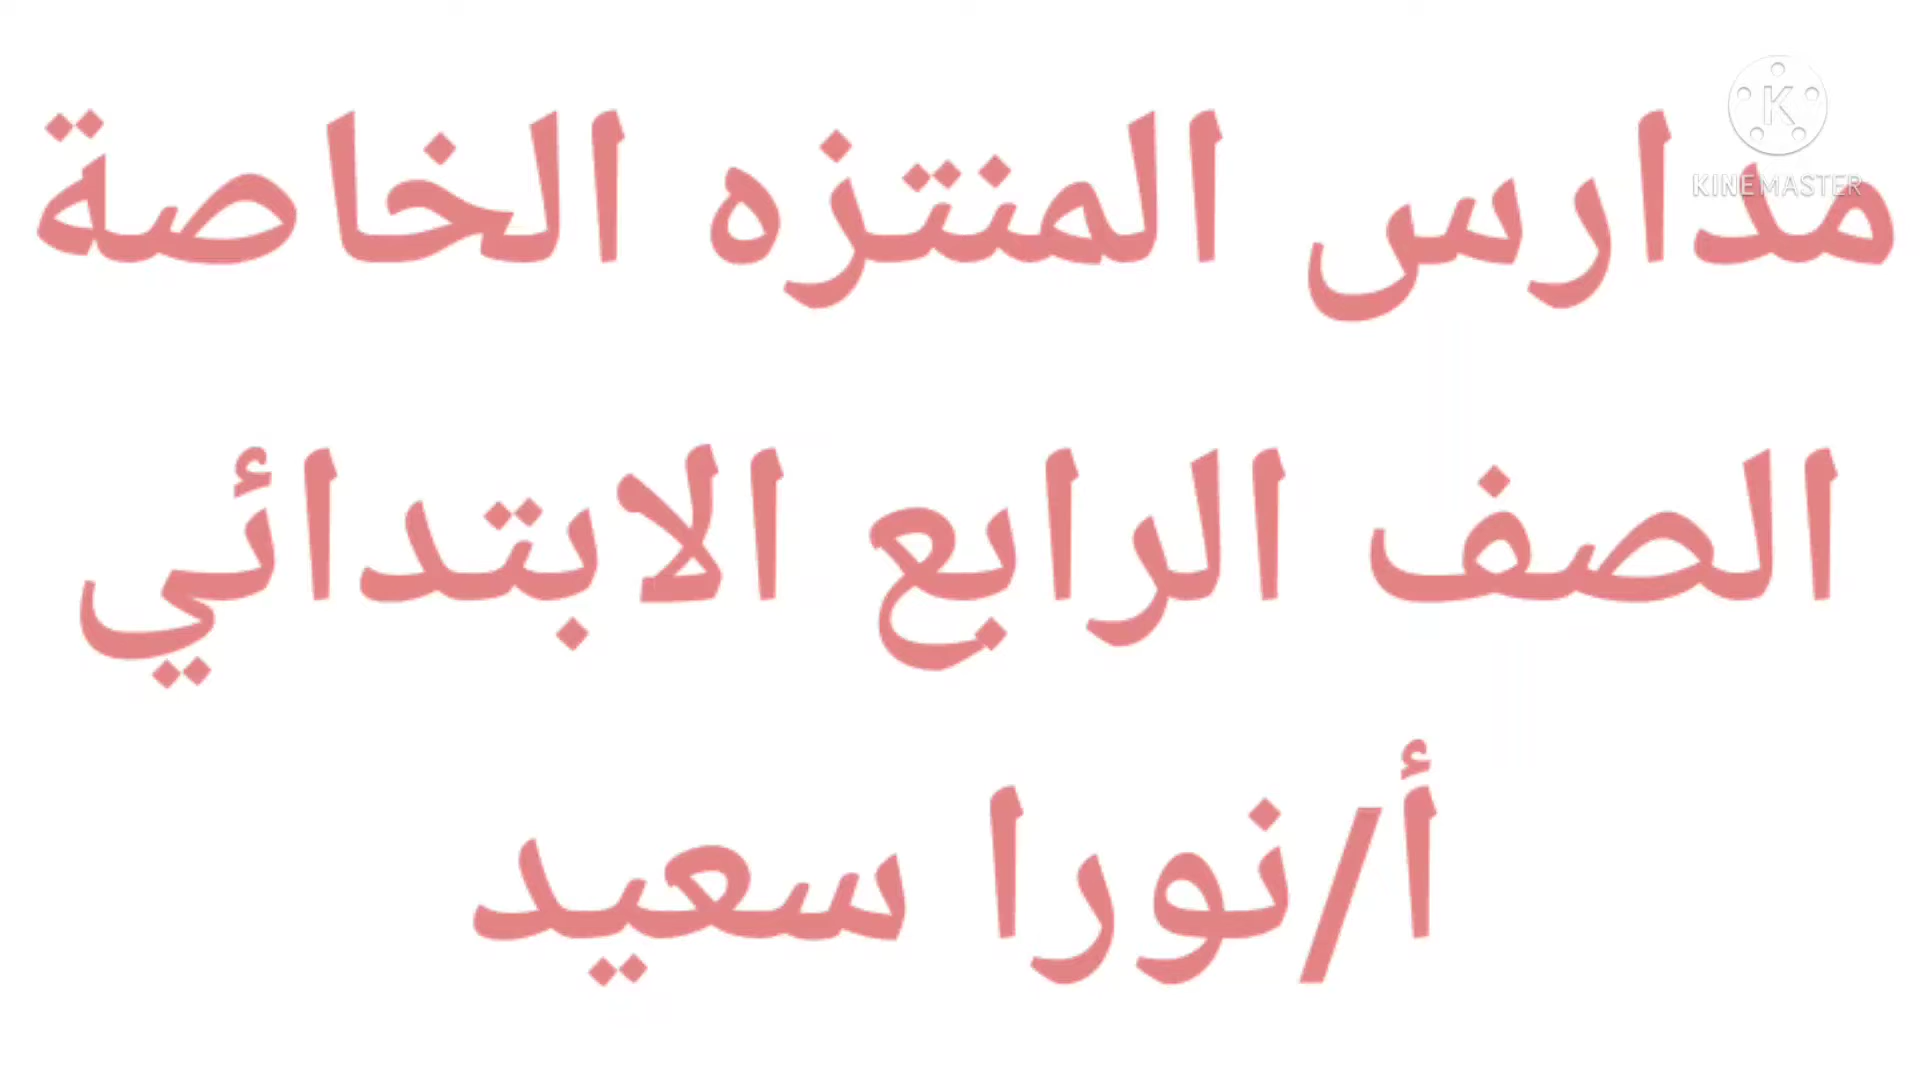 مدارس المنتزه الخاصة
KINEMASTER
الصف الرابع الابتدائي
أ/نورا سعيد